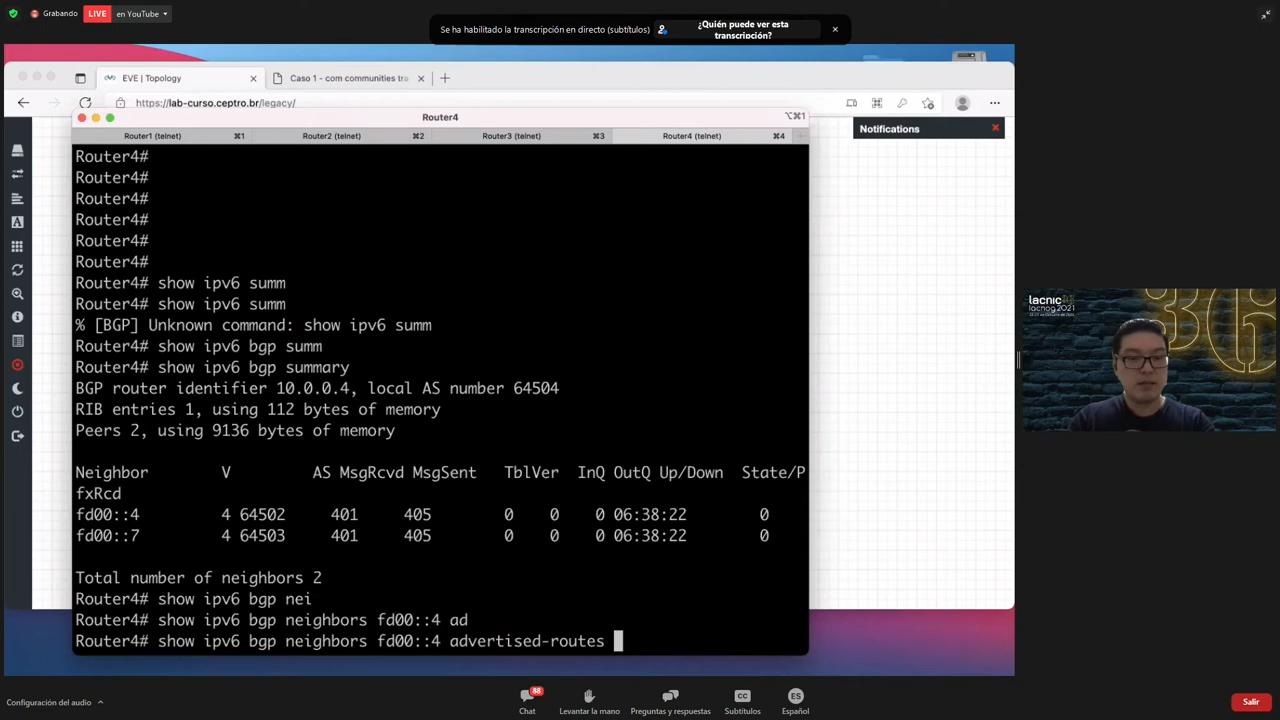 Grabando
LIVE
en YouTube
Se ha habilitado la transcripción en directo (subtítulos)
¿Quién puede ver esta
transcripción?
EVE | Topology
Caso 1 - com communities tra
https://lab-curso.ceptro.br/legacy/
Router4
⌥⌘1
Router1 (telnet) ⌘1
Router2 (telnet) ⌘2
Router3 (telnet) ⌘3
Router4 (telnet) ⌘4
Notifications
Router4#
Router4#
Router4#
Router4#
Router4#
Router4#
Router4# show ipv6 summ
Router4# show ipv6 summ
% [BGP] Unknown command: show ipv6 summ
Router4# show ipv6 bgp summ
Router4# show ipv6 bgp summary
BGP router identifier 10.0.0.4, local AS number 64504
RIB entries 1, using 112 bytes of memory
Peers 2, using 9136 bytes of memory
Neighbor V AS MsgRcvd MsgSent TblVer InQ OutQ Up/Down State/P
fxRcd
fd00::4 4 64502 401 405 0 0 0 06:38:22 0
fd00::7 4 64503 401 405 0 0 0 06:38:22 0
Total number of neighbors 2
Router4# show ipv6 bgp nei
Router4# show ipv6 bgp neighbors fd00::4 ad
Router4# show ipv6 bgp neighbors fd00::4 advertised-routes
lacnic 36
lacnog 2021
Configuración del audio
88
Chat
Levantar la mano
Preguntas y respuestas
CC
Subtítulos
ES
Español
Salir